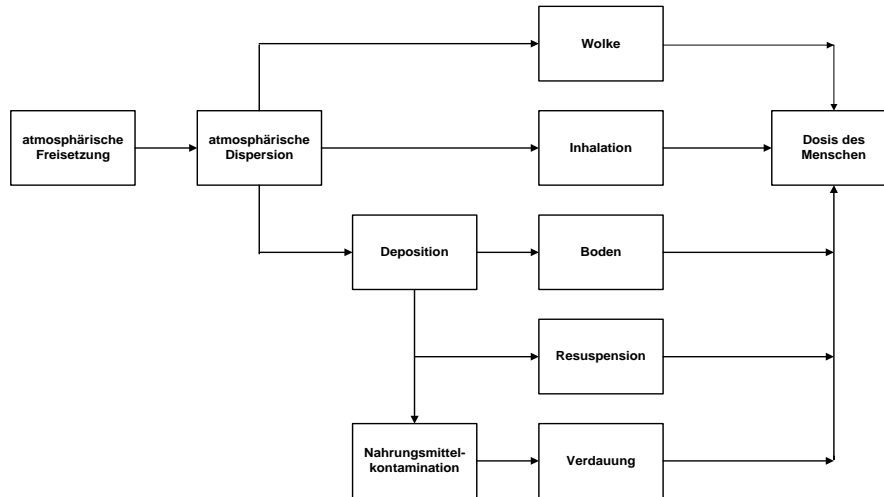 Wolke
atmosphärische
Freisetzung
atmosphärische
Dispersion
Inhalation
Dosis des
Menschen
Deposition
Boden
Resuspension
Nahrungsmittel-
kontamination
Verdauung